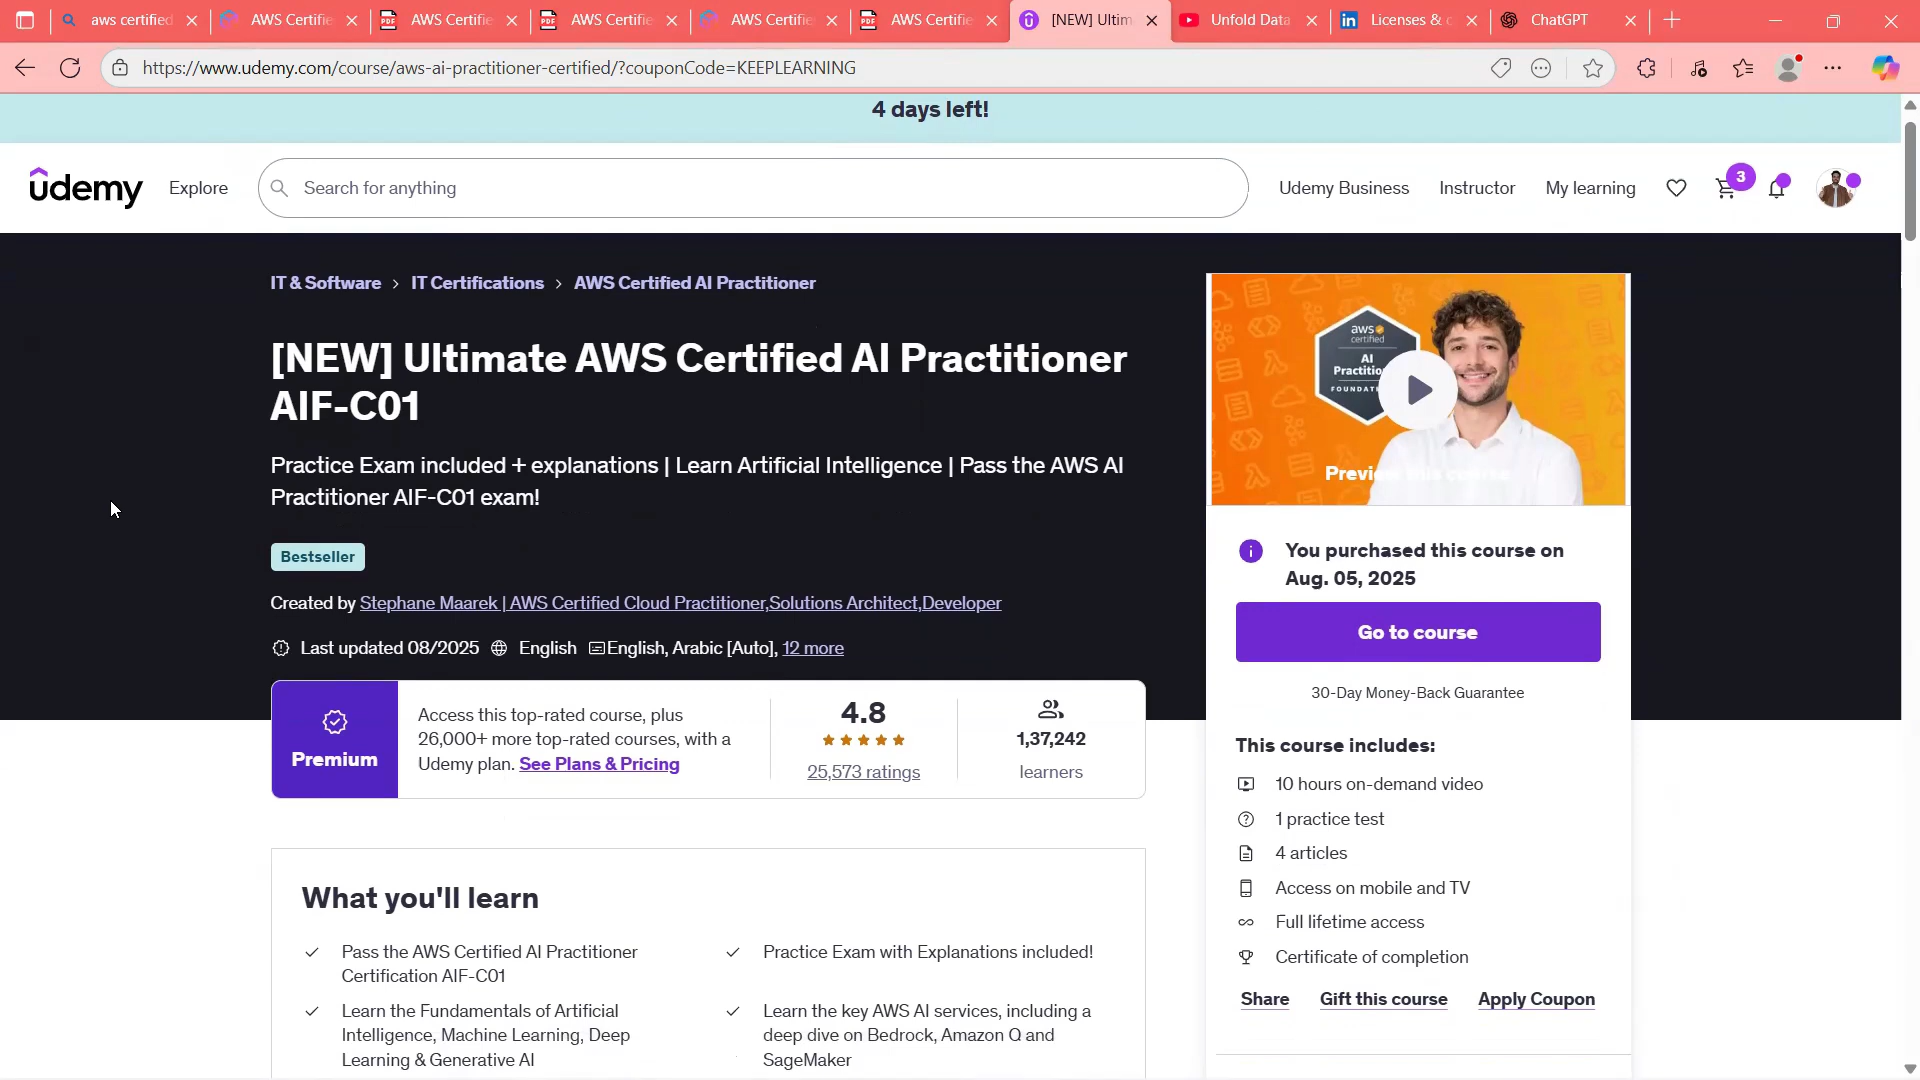 aws certified
AWS Certifie
AWS Certifie
AWS Certifie
AWS Certifie
AWS Certifie
[NEW] Ultim
Unfold Data
Licenses & c
ChatGPT
https://www.udemy.com/course/aws-ai-practitioner-certified/?couponCode=KEEPLEARNING
4 days left!
udemy
Explore
Search for anything
Udemy Business
Instructor
My learning
3
IT & Software > IT Certifications > AWS Certified AI Practitioner
[NEW] Ultimate AWS Certified AI Practitioner
AIF-C01
Practice Exam included + explanations | Learn Artificial Intelligence | Pass the AWS AI
Practitioner AIF-C01 exam!
Bestseller
Created by Stephane Maarek | AWS Certified Cloud Practitioner,Solutions Architect,Developer
Last updated 08/2025 English English, Arabic [Auto], 12 more
Premium
Access this top-rated course, plus
26,000+ more top-rated courses, with a
Udemy plan. See Plans & Pricing
4.8
25,573 ratings
1,37,242
learners
What you'll learn
Pass the AWS Certified AI Practitioner
Certification AIF-C01
Practice Exam with Explanations included!
Learn the Fundamentals of Artificial
Intelligence, Machine Learning, Deep
Learning & Generative AI
Learn the key AWS AI services, including a
deep dive on Bedrock, Amazon Q and
SageMaker
aws
certified
AI
Practitio
FOUNDAT
Preview this course
You purchased this course on
Aug. 05, 2025
Go to course
30-Day Money-Back Guarantee
This course includes:
10 hours on-demand video
1 practice test
4 articles
Access on mobile and TV
Full lifetime access
Certificate of completion
Share
Gift this course
Apply Coupon